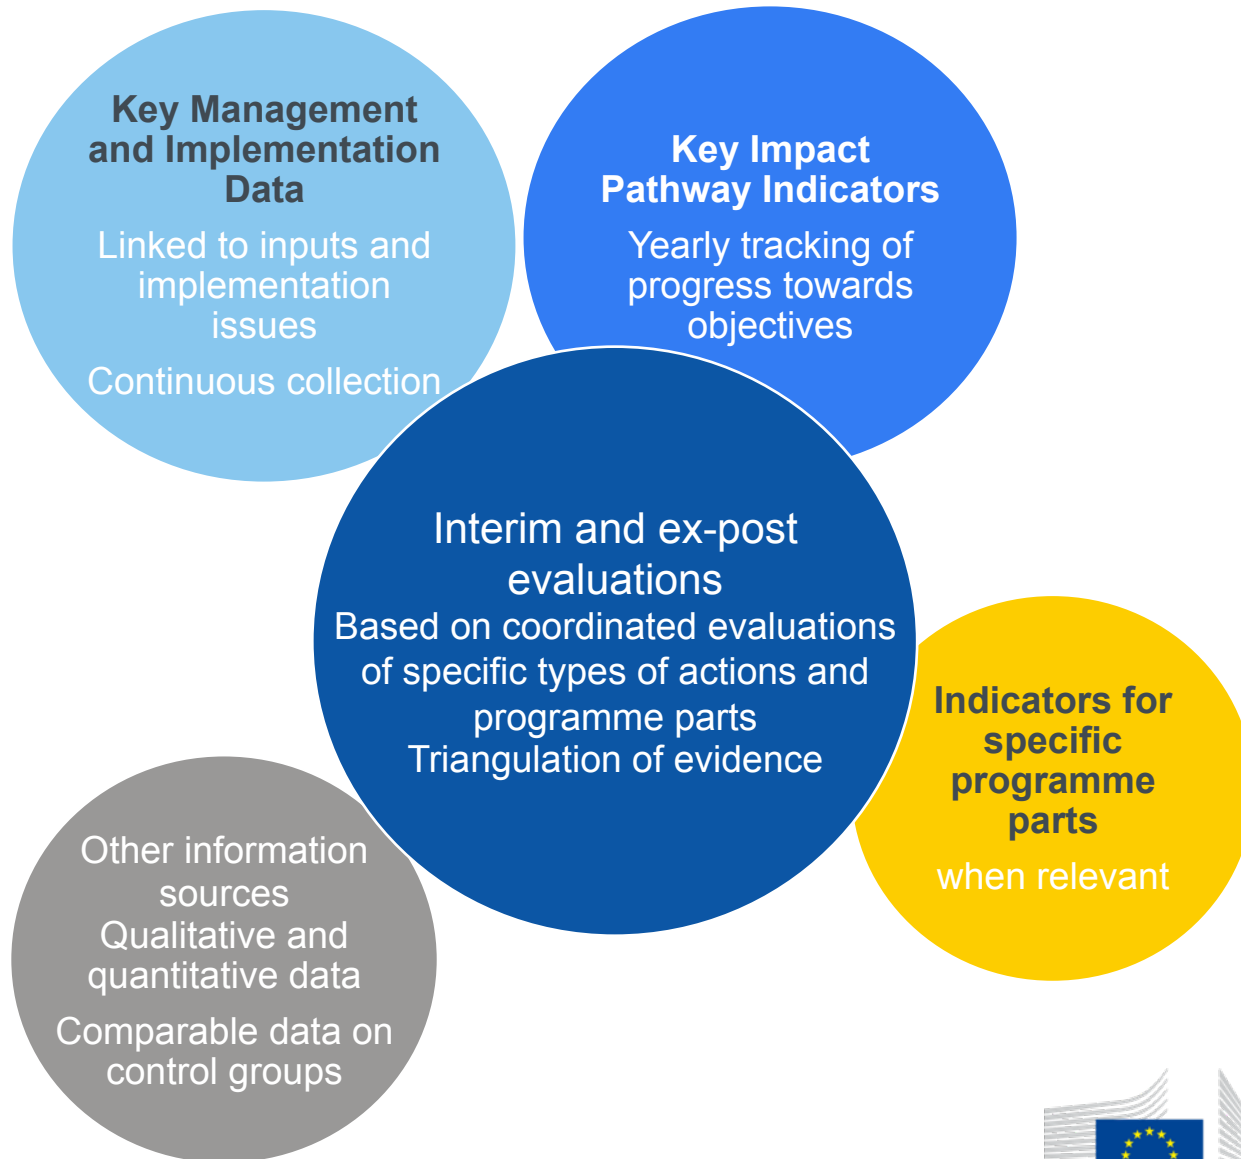 Key Management
and Implementation
Data
Linked to inputs and
implementation
issues
Continuous collection
Key Impact
Pathway Indicators
Yearly tracking of
progress towards
objectives
Interim and ex-post
evaluations
Based on coordinated evaluations
of specific types of actions and
programme parts
Triangulation of evidence
Indicators for
specific
programme
parts
when relevant
Other information
sources
Qualitative and
quantitative data
Comparable data on
control groups